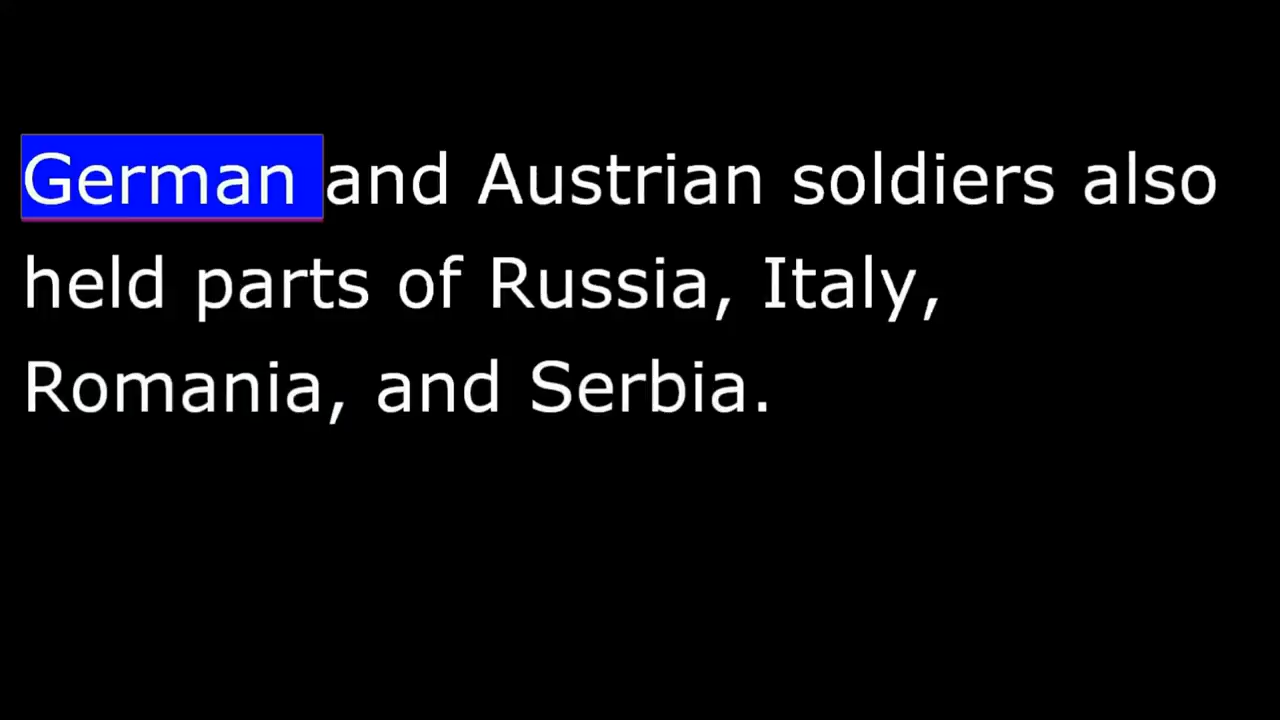 German and Austrian soldiers also
held parts of Russia, Italy,
Romania, and Serbia.